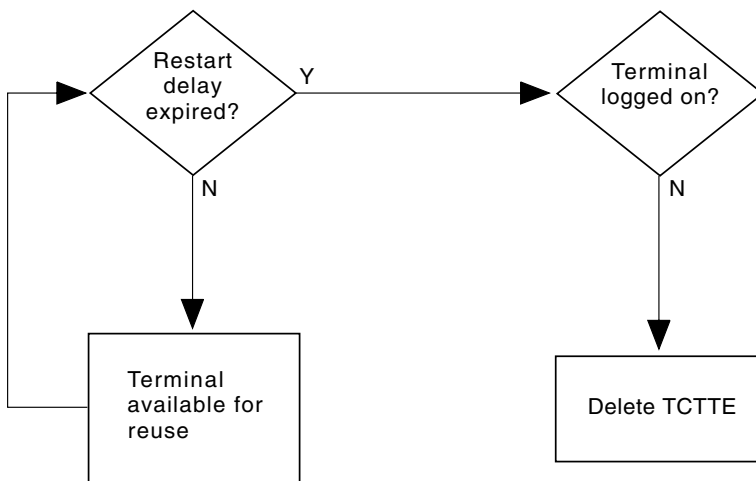 Restart
delay
expired?
Y
Terminal
logged on?
N
N
Terminal
available for
reuse
Delete TCTTE